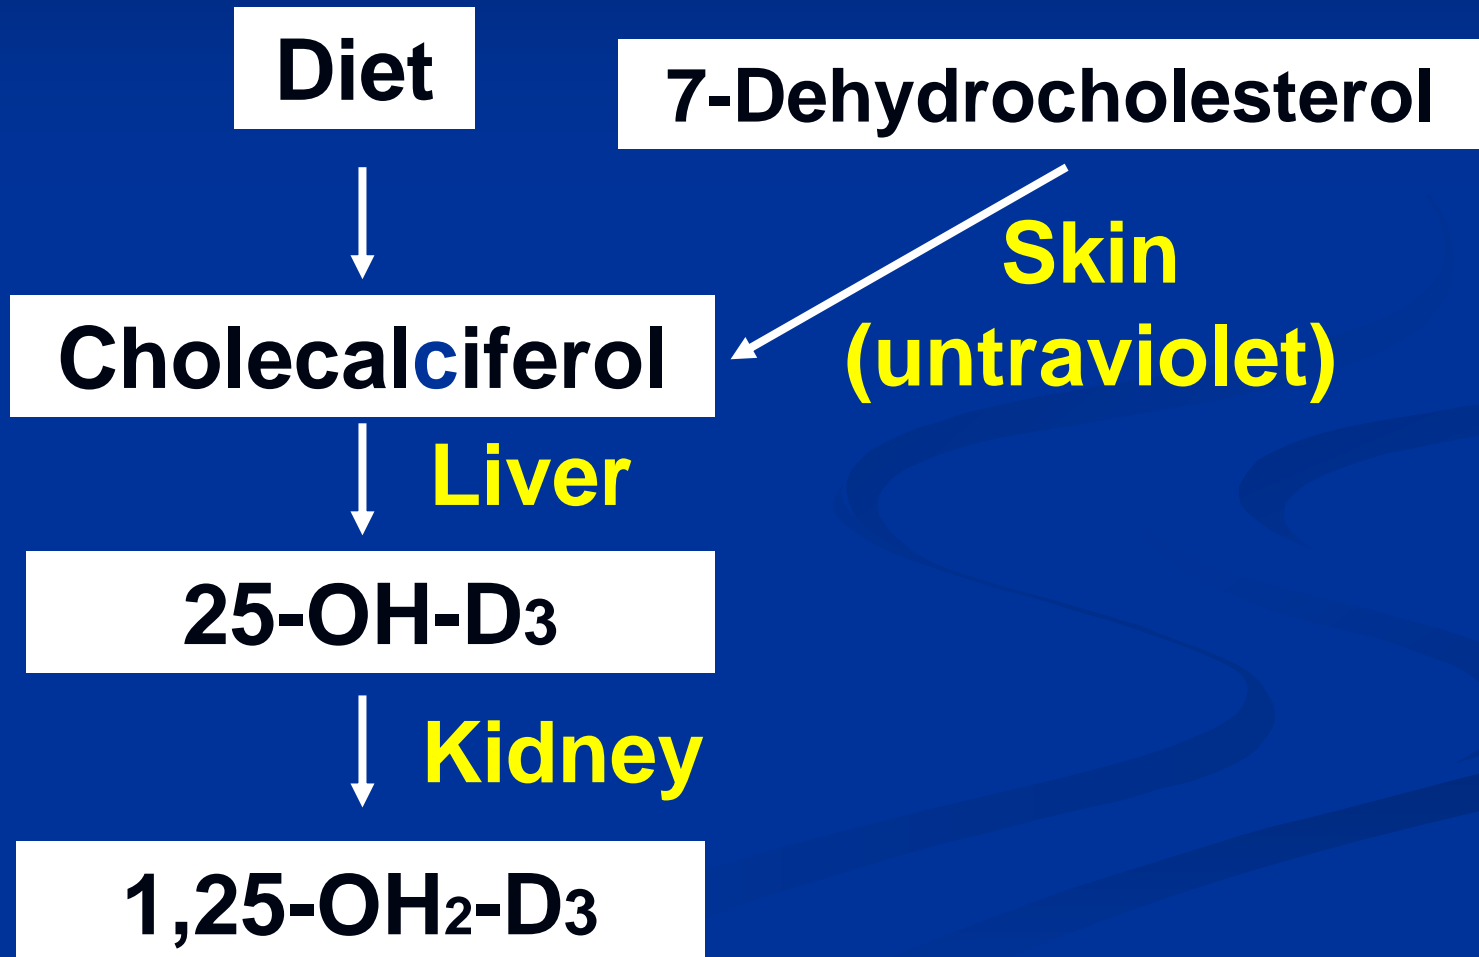 Diet
7-Dehydrocholesterol
Skin
(untraviolet)
Cholecalciferol
Liver
25-OH-D3
Kidney
1,25-OH2-D3